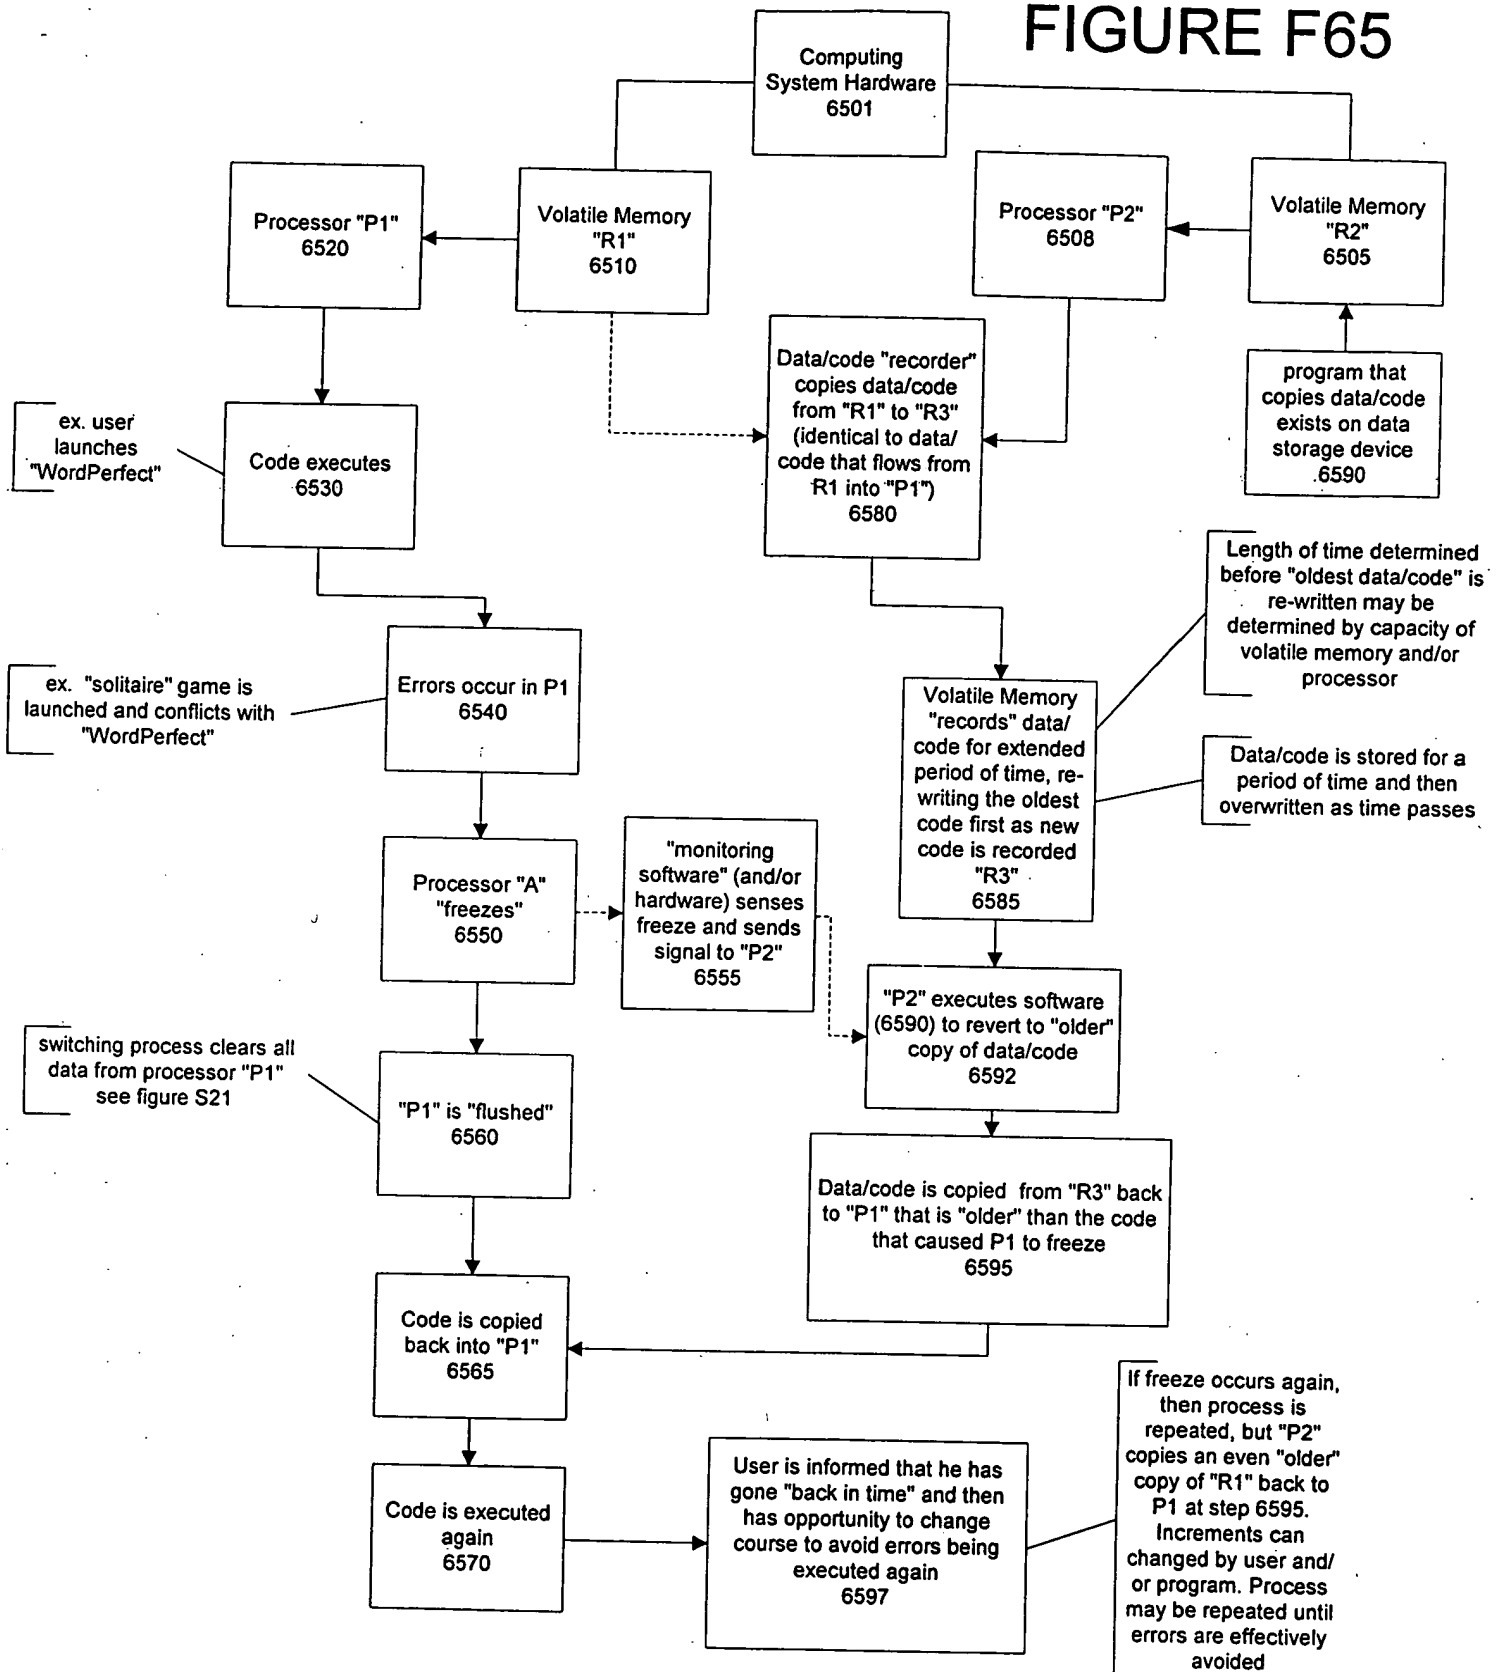 FIGURE F65
Computing
System Hardware
6501
Processor "P1"
6520
Volatile Memory
"R1"
6510
Processor "P2"
6508
Volatile Memory
"R2"
6505
Data/code "recorder"
copies data/code
from "R1" to "R3"
(identical to data/
code that flows from
R1 into "P1")
6580
program that
copies data/code
exists on data
storage device
6590
ex. user
launches
"WordPerfect"
Code executes
6530
Length of time determined
before "oldest data/code" is
re-written may be
determined by capacity of
volatile memory and/or
processor
ex. "solitaire" game is
launched and conflicts with
"WordPerfect"
Errors occur in P1
6540
Volatile Memory
"records" data/
code for extended
period of time, re-
writing the oldest
code first as new
code is recorded
"R3"
6585
Data/code is stored for a
period of time and then
overwritten as time passes
Processor "A"
"freezes"
6550
"monitoring
software" (and/or
hardware) senses
freeze and sends
signal to "P2"
6555
"P2" executes software
(6590) to revert to "older"
copy of data/code
6592
switching process clears all
data from processor "P1"
see figure S21
"P1" is "flushed"
6560
Data/code is copied from "R3" back
to "P1" that is "older" than the code
that caused P1 to freeze
6595
Code is copied
back into "P1"
6565
Code is executed
again
6570
User is informed that he has
gone "back in time" and then
has opportunity to change
course to avoid errors being
executed again
6597
If freeze occurs again,
then process is
repeated, but "P2"
copies an even "older"
copy of "R1" back to
P1 at step 6595.
Increments can
changed by user and/
or program. Process
may be repeated until
errors are effectively
avoided